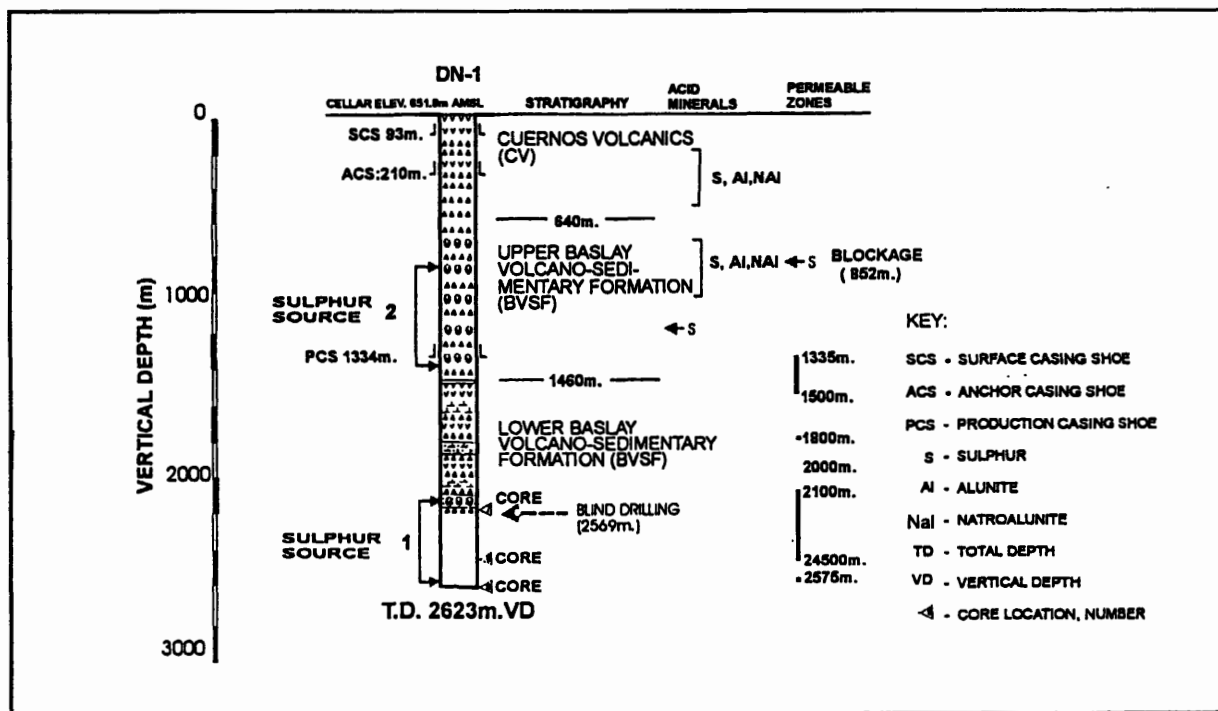 DN-1
CELLAR ELEV. 651.8m AMSL
STRATIGRAPHY
ACID
MINERALS
PERMEABLE
ZONES
VERTICAL DEPTH (m)
0
1000
2000
3000
SCS 93m.
ACS:210m.
PCS 1334m.
SULPHUR
SOURCE 2
SULPHUR
SOURCE 1
CUERNOS VOLCANICS
(CV)
640m.
UPPER BASLAY
VOLCANO-SEDI-
MENTARY FORMATION
(BVSF)
1460m.
LOWER BASLAY
VOLCANO-SEDIMENTARY
FORMATION (BVSF)
CORE
BLIND DRILLING
(2569m.)
CORE
CORE
T.D. 2623m.VD
S, Al,NAl
S, Al,NAl
S
BLOCKAGE
( 852m.)
S
1335m.
1500m.
1800m.
2000m.
2100m.
24500m.
2575m.
KEY:
SCS - SURFACE CASING SHOE
ACS - ANCHOR CASING SHOE
PCS - PRODUCTION CASING SHOE
S - SULPHUR
Al - ALUNITE
Nal - NATROALUNITE
TD - TOTAL DEPTH
VD - VERTICAL DEPTH
- CORE LOCATION, NUMBER